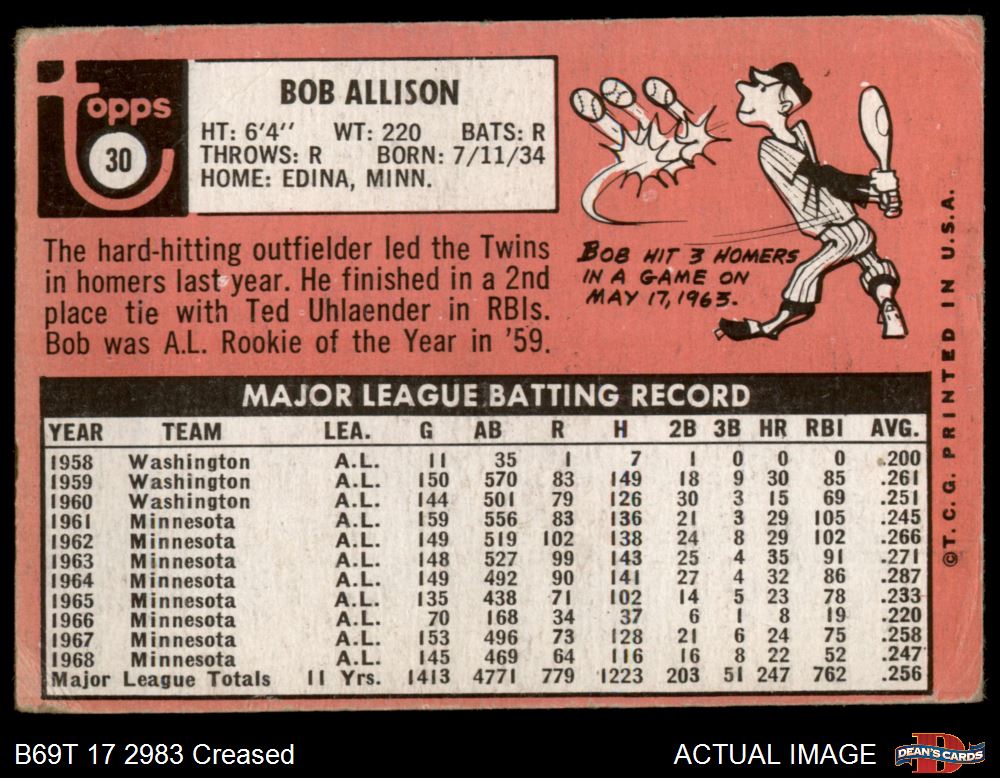 Topps
30
BOB ALLISON
HT: 6'4'' WT: 220 BATS: R
THROWS: R BORN: 7/11/34
HOME: EDINA, MINN.
The hard-hitting outfielder led the Twins
in homers last year. He finished in a 2nd
place tie with Ted Uhlaender in RBIs.
Bob was A.L. Rookie of the Year in '59.
BOB HIT 3 HOMERS
IN A GAME ON
MAY 17, 1963.
©T.C.G. PRINTED IN U.S.A.
MAJOR LEAGUE BATTING RECORD
YEAR TEAM LEA. G AB R H 2B 3B HR RBI AVG.
1958 Washington A.L. 11 35 1 7 1 0 0 0 .200
1959 Washington A.L. 150 570 83 149 18 9 30 85 .261
1960 Washington A.L. 144 501 79 126 30 3 15 69 .251
1961 Minnesota A.L. 159 556 83 136 21 3 29 105 .245
1962 Minnesota A.L. 149 519 102 138 24 8 29 102 .266
1963 Minnesota A.L. 148 527 99 143 25 4 35 91 .271
1964 Minnesota A.L. 149 492 90 141 27 4 32 86 .287
1965 Minnesota A.L. 135 438 71 102 14 5 23 78 .233
1966 Minnesota A.L. 70 168 34 37 6 1 8 19 .220
1967 Minnesota A.L. 153 496 73 128 21 6 24 75 .258
1968 Minnesota A.L. 145 469 64 116 16 8 22 52 .247
Major League Totals 11 Yrs. 1413 4771 779 1223 203 51 247 762 .256
B69T 17 2983 Creased
ACTUAL IMAGE
DEAN'S CARDS